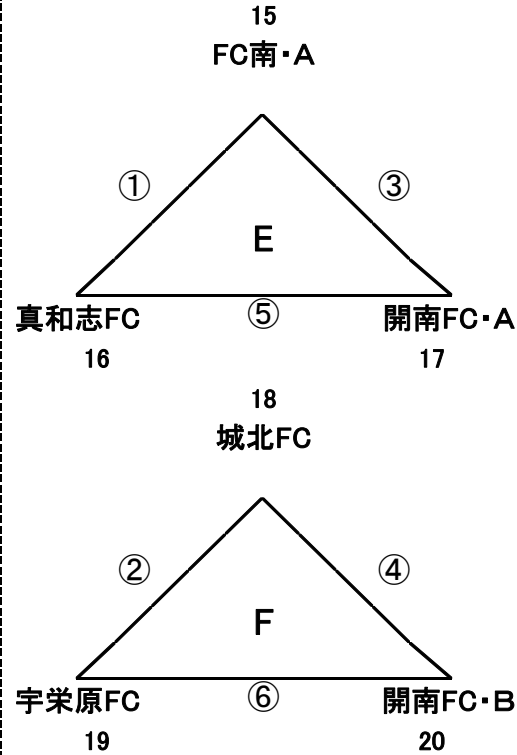 15
FC南・A
① ③
E
真和志FC ⑤ 開南FC・A
16 17
18
城北FC
② ④
F
宇栄原FC ⑥ 開南FC・B
19 20